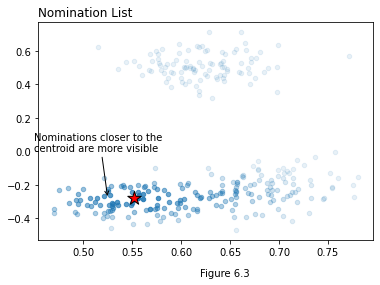 Nomination List
0.6
0.4
0.2
Nominations closer to the
centroid are more visible
0.0
−0.2
−0.4
0.50 0.55 0.60 0.65 0.70 0.75
Figure 6.3